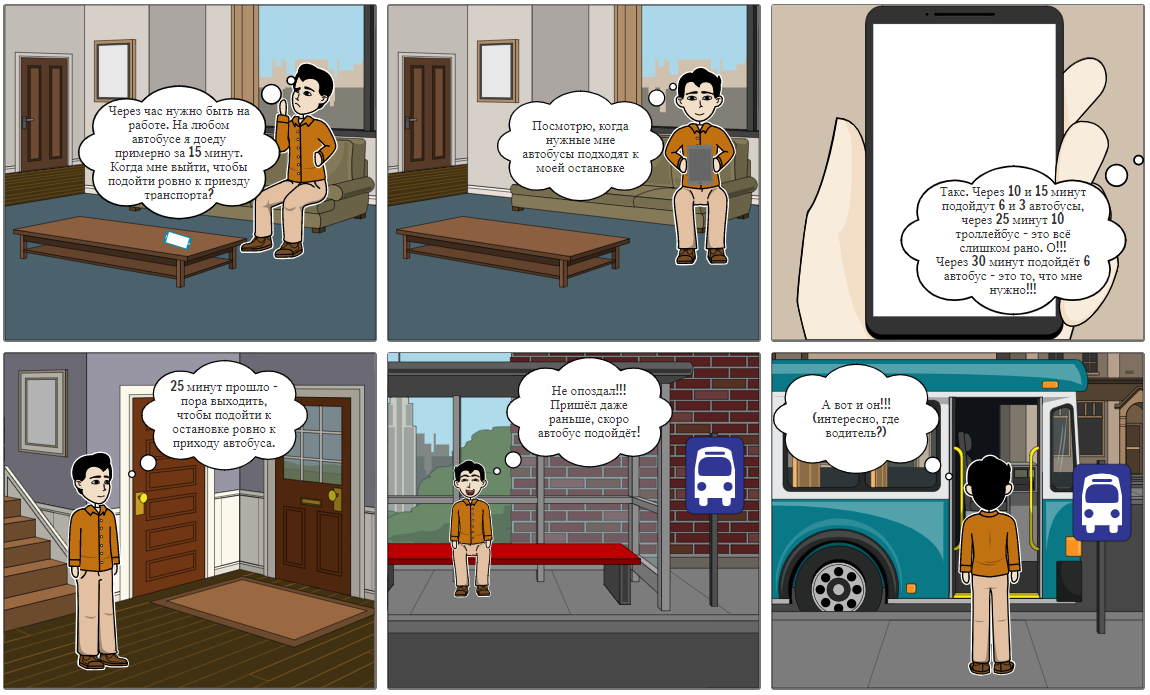 Через час нужно быть на
работе. На любом
автобусе я доеду
примерно за 15 минут.
Когда мне выйти, чтобы
подойти ровно к приезду
транспорта?
Посмотрю, когда
нужные мне
автобусы подходят к
моей остановке
Такс. Через 10 и 15 минут
подойдут 6 и 3 автобусы,
через 25 минут 10
троллейбус - это всё
слишком рано. О!!!
Через 30 минут подойдёт 6
автобус - это то, что мне
нужно!!!
25 минут прошло -
пора выходить,
чтобы подойти к
остановке ровно к
приходу автобуса.
Не опоздал!!!
Пришёл даже
раньше, скоро
автобус подойдёт!
А вот и он!!!
(интересно, где
водитель?)